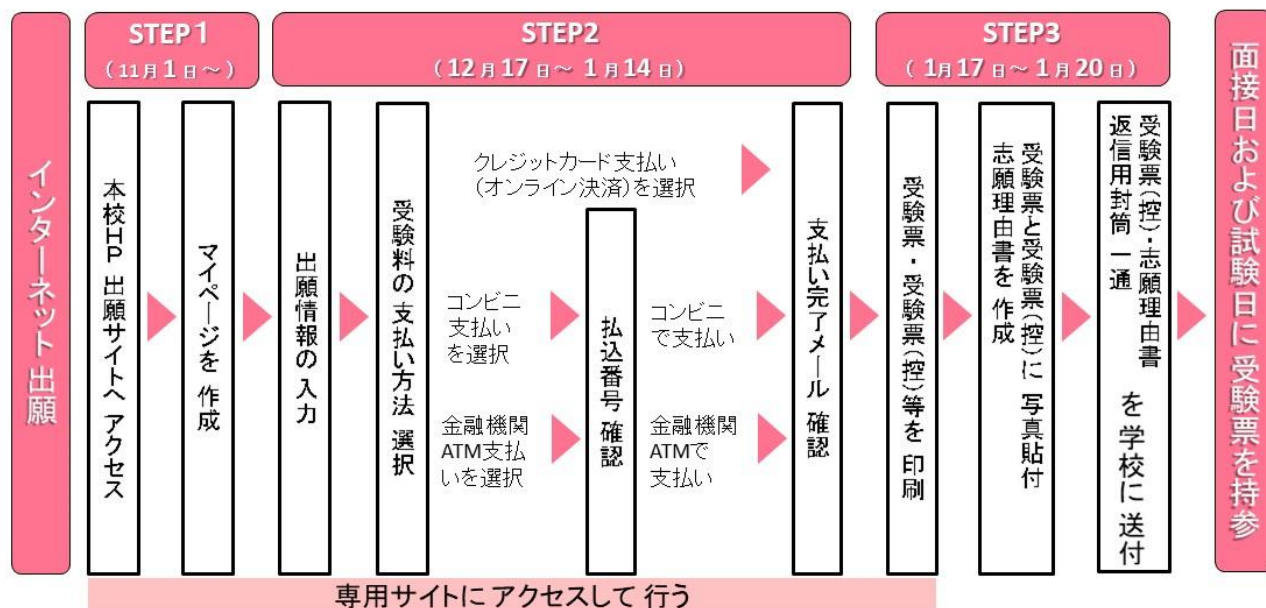 インターネット 出願
STEP1
(11月1日～)
本校HP 出願サイトへ アクセス
マイページを 作成
STEP2
(12月17日～1月14日)
出願情報の 入力
受験料の 支払い方法 選択
クレジットカード支払い
(オンライン決済)を選択
コンビニ
支払い
を選択
金融機関
ATM支払
いを選択
払込番号 確認
コンビニ
で支払い
金融機関
ATMで
支払い
支払い完了メール 確認
STEP3
(1月17日～1月20日)
受験票・受験票(控)等を 印刷
受験票と受験票(控)に 写真貼付
志願理由書を 作成
受験票(控)・志願理由書
返信用封筒 一通
を 学校に 送付
面接日および試験日に 受験票を持参
専用サイトに アクセスして 行う